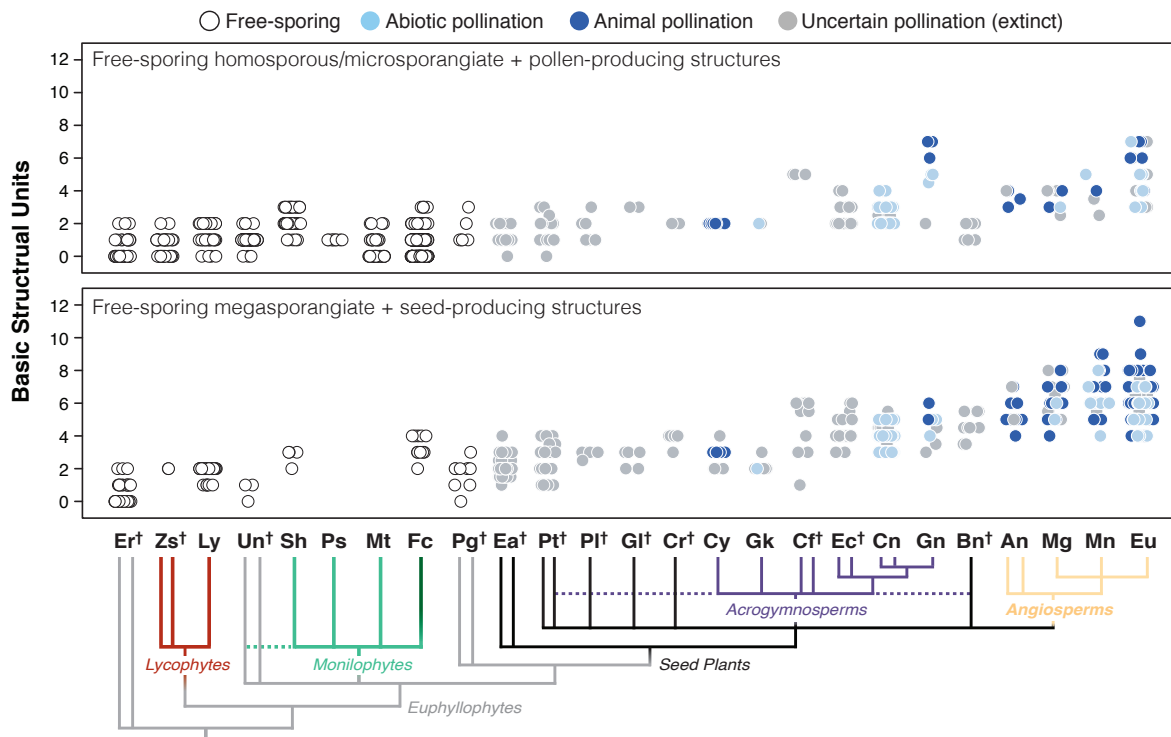 Free-sporing Abiotic pollination Animal pollination Uncertain pollination (extinct)
Basic Structrual Units
12
10
8
6
4
2
0
Free-sporing homosporous/microsporangiate + pollen-producing structures
12
10
8
6
4
2
0
Free-sporing megasporangiate + seed-producing structures
Er† Zs† Ly Un† Sh Ps Mt Fc Pg† Ea† Pt† Pl† Gl† Cr† Cy Gk Cf† Ec† Cn Gn Bn† An Mg Mn Eu
Acrogymnosperms Angiosperms
Lycophytes Monilophytes Seed Plants
Euphyllophytes